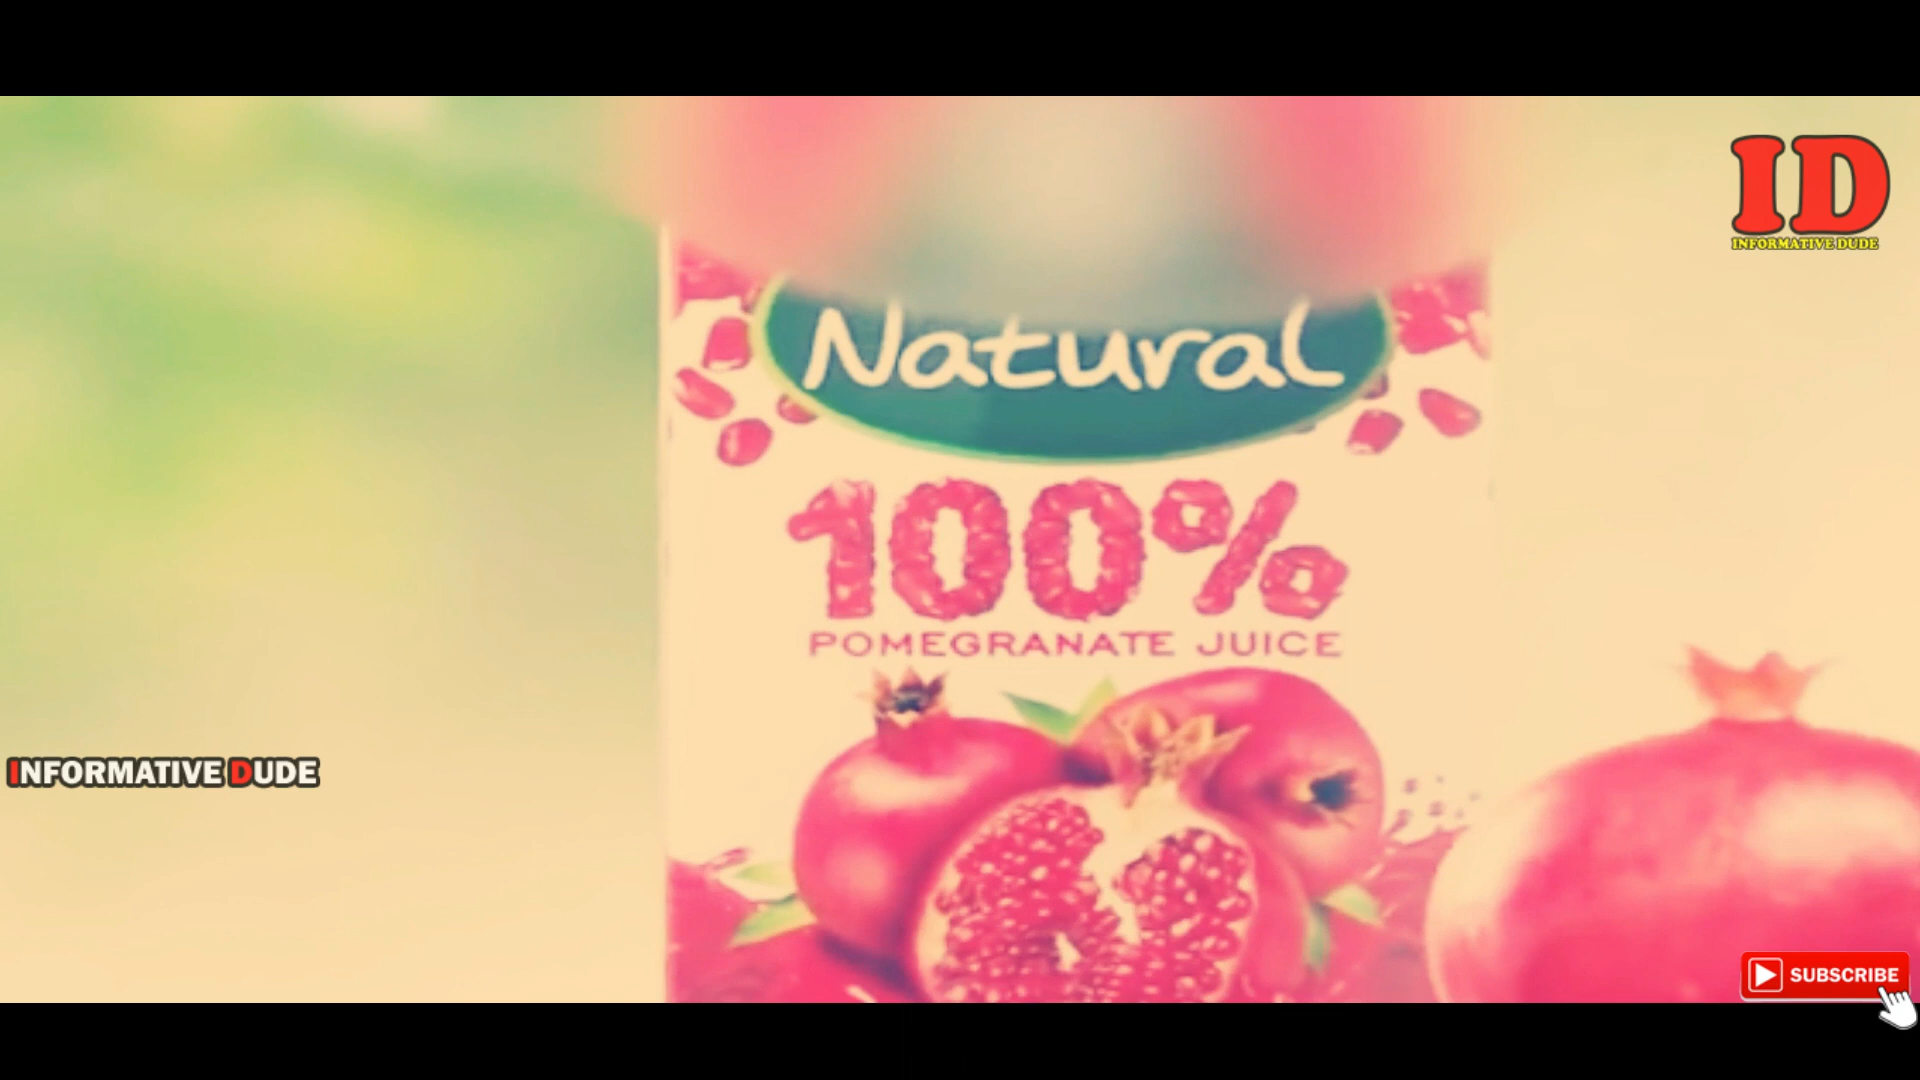 ID
INFORMATIVE DUDE
Natural
100%
POMEGRANATE JUICE
INFORMATIVE DUDE
SUBSCRIBE